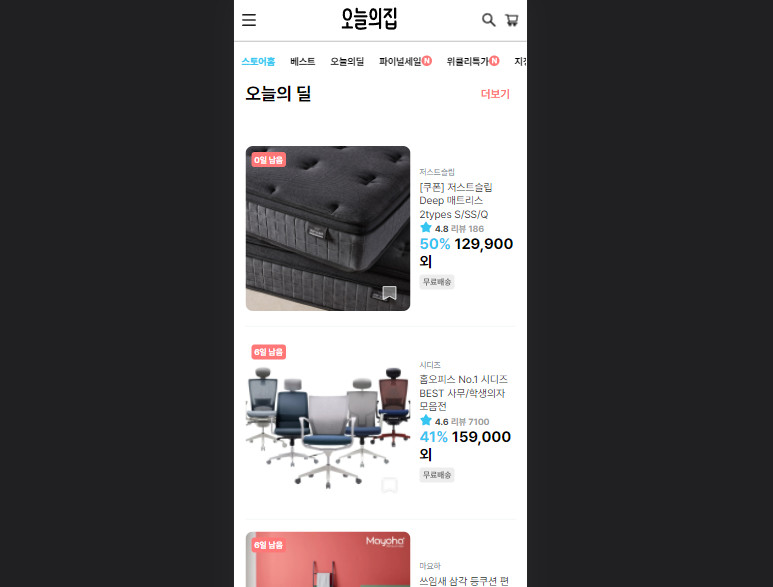 오늘의집
스토어홈 베스트 오늘의딜 파이널세일 N 위클리특가 N
오늘의 딜 더보기
0일 남음
저스트슬립
[쿠폰] 저스트슬립
Deep 매트리스
2types S/SS/Q
4.8 리뷰 186
50% 129,900
외
무료배송
6일 남음
시디즈
홈오피스 No.1 시디즈
BEST 사무/학생의자
모음전
4.6 리뷰 7100
41% 159,000
외
무료배송
6일 남음
Mayoha
마요하
쓰임새 삼각 등쿠션 편